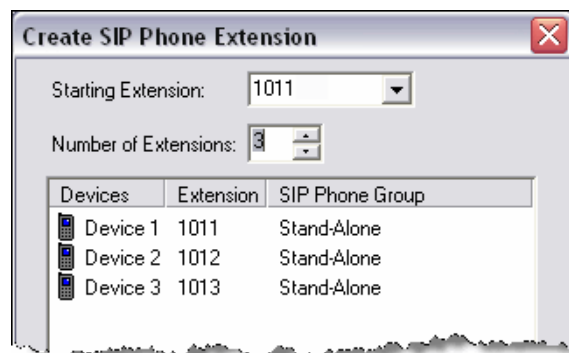 Create SIP Phone Extension
Starting Extension: 1011
Number of Extensions: 3
Devices Extension SIP Phone Group
Device 1 1011 Stand-Alone
Device 2 1012 Stand-Alone
Device 3 1013 Stand-Alone